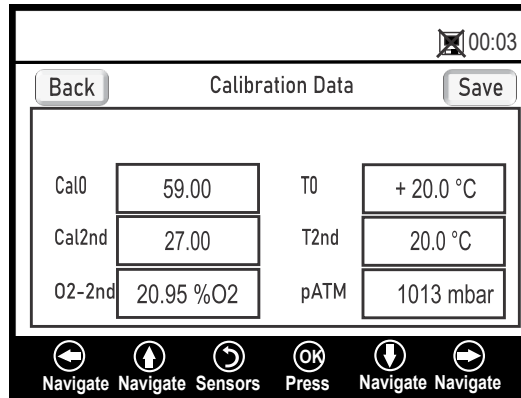 00:03
Back Calibration Data Save
Cal0 59.00 T0 + 20.0 °C
Cal2nd 27.00 T2nd 20.0 °C
O2-2nd 20.95 %O2 pATM 1013 mbar
OK
Navigate Navigate Sensors Press Navigate Navigate